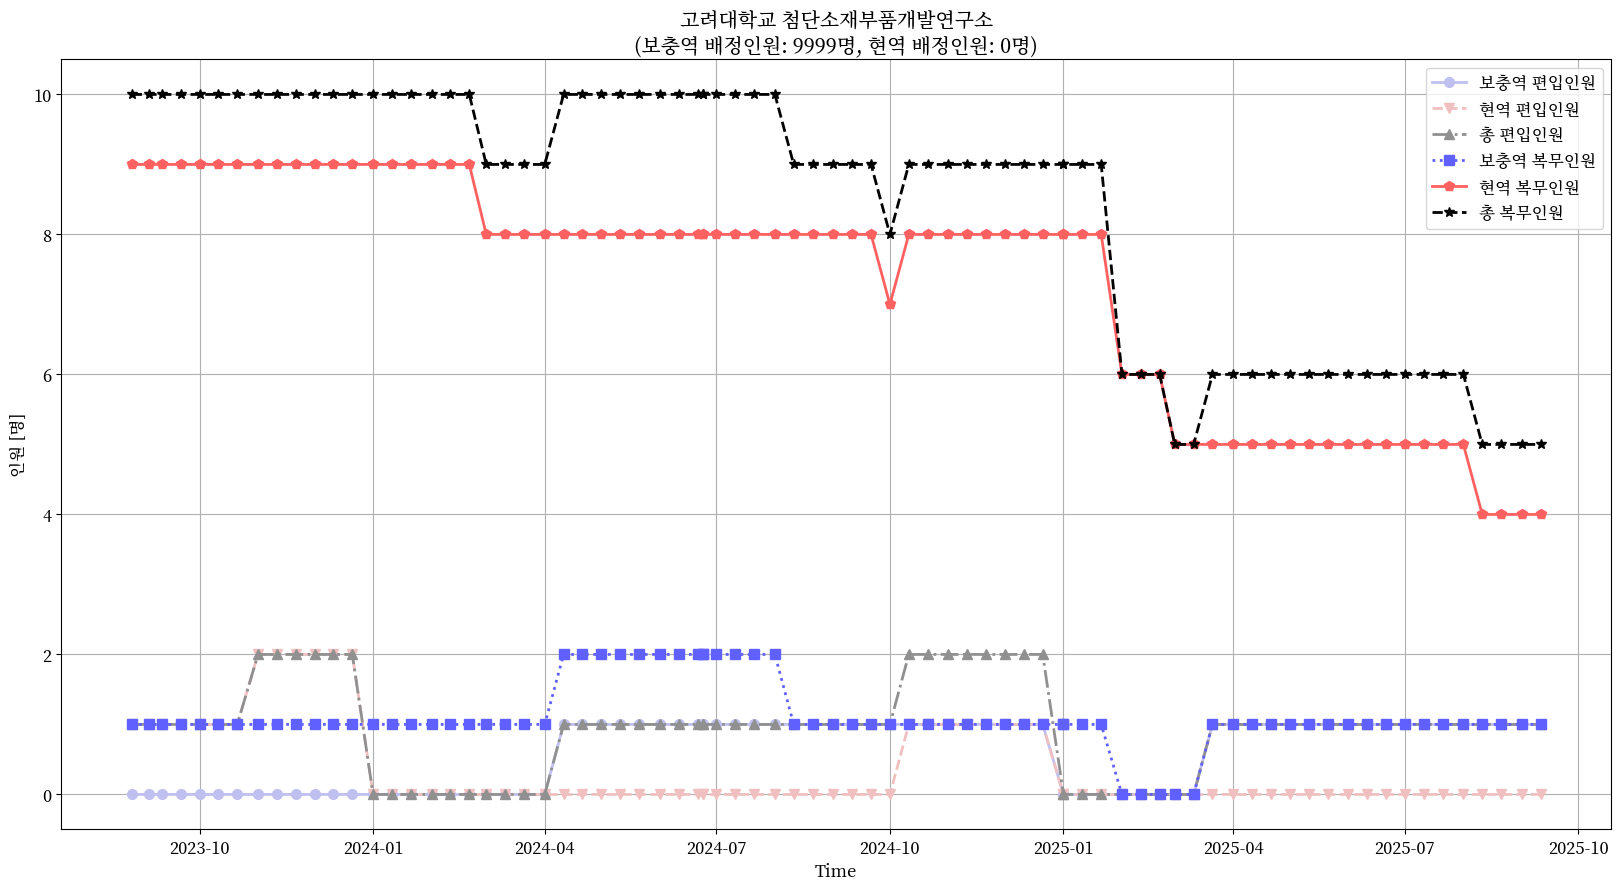 고려대학교 첨단소재부품개발연구소
(보충역 배정인원: 9999명, 현역 배정인원: 0명)
보충역 편입인원
현역 편입인원
총 편입인원
보충역 복무인원
현역 복무인원
총 복무인원
인원 [명]
10
8
6
4
2
0
2023-10
2024-01
2024-04
2024-07
2024-10
2025-01
2025-04
2025-07
2025-10
Time